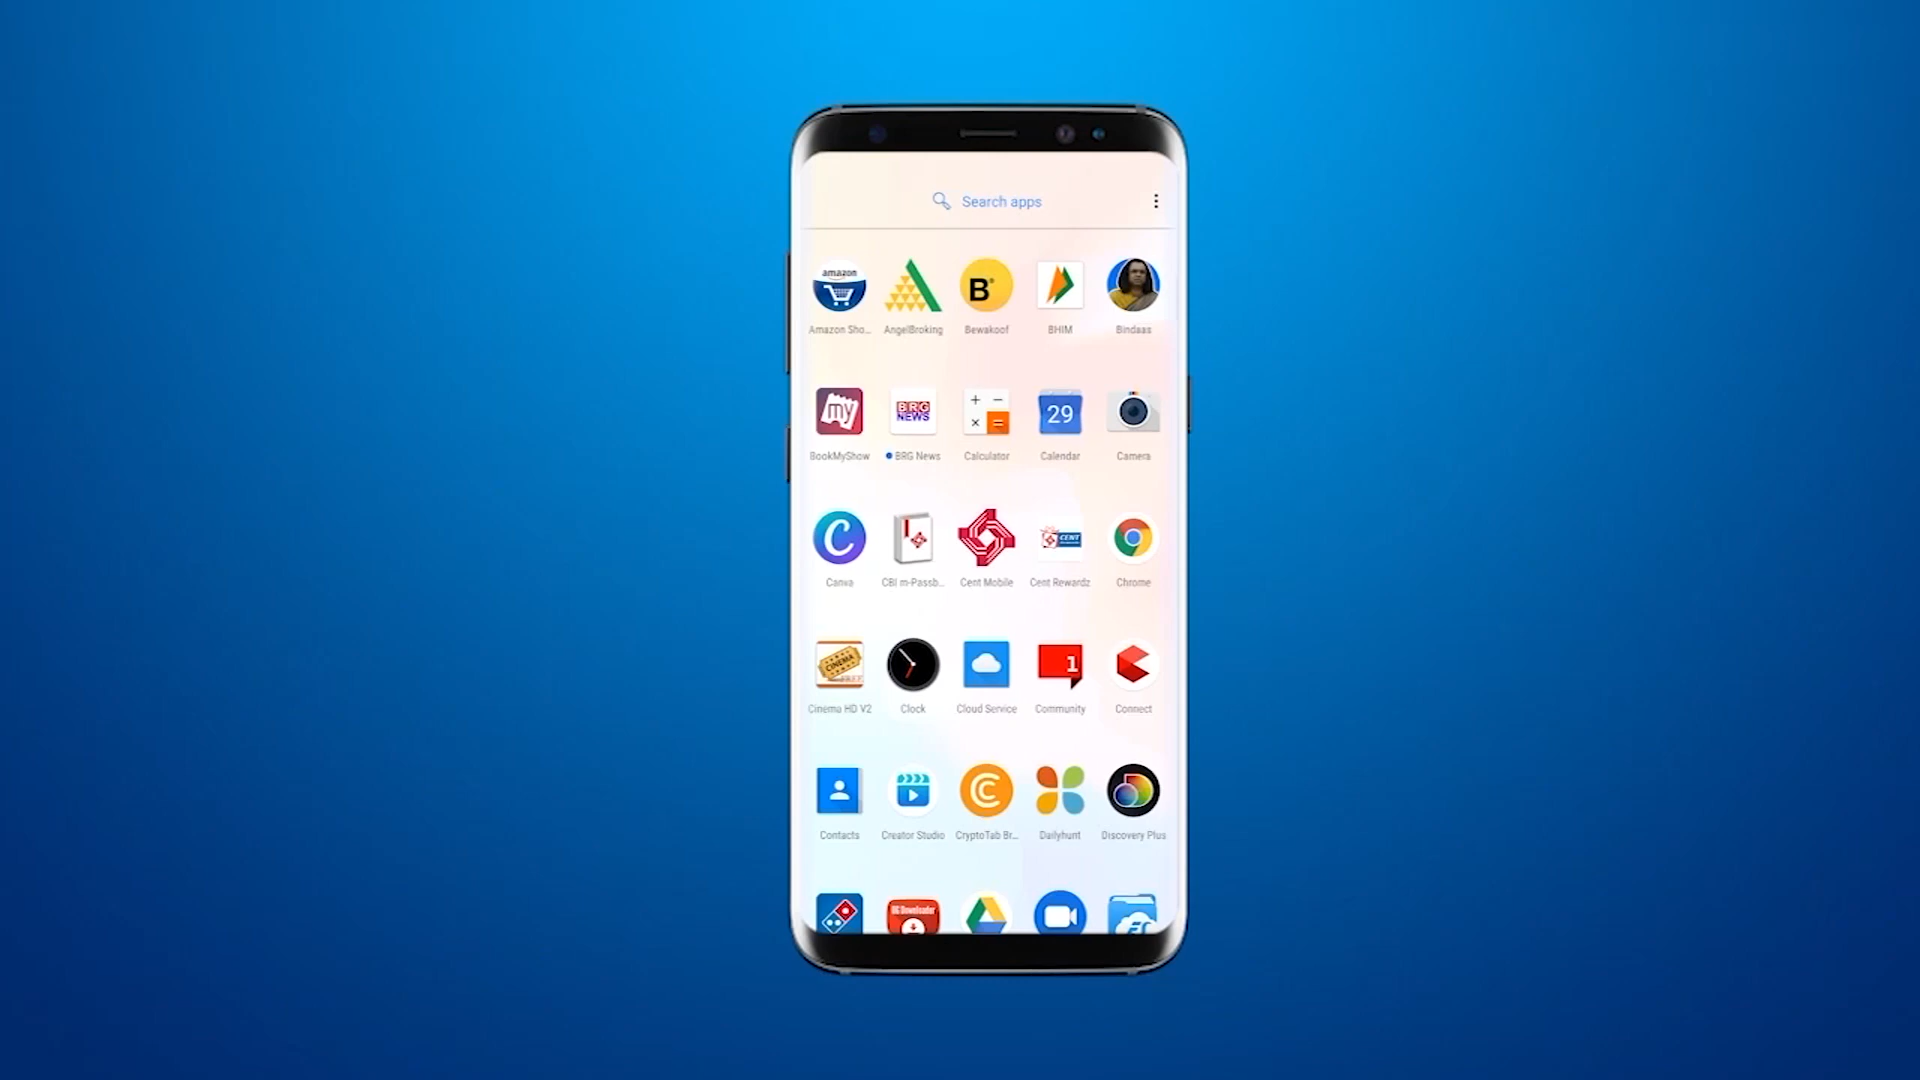 Search apps
amazon
B
Amazon Sho...
AngelBroking
Bewakoof
BHIM
Bindaas
my
BRG
NEWS
+ −
× =
29
BookMyShow
BRG News
Calculator
Calendar
Camera
C
CENT
Canva
CBI m-Passb...
Cent Mobile
Cent Rewardz
Chrome
CINEMA
1
Cinema HD V2
Clock
Cloud Service
Community
Connect
Contacts
Creator Studio
CryptoTab Br...
Dailyhunt
Discovery Plus
Downloader